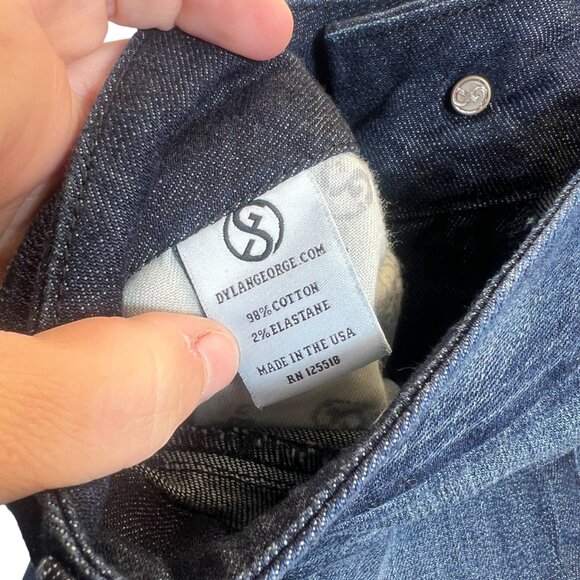 DYLANGEORGE.COM
98% COTTON
2% ELASTANE
MADE IN THE USA
RN 125518